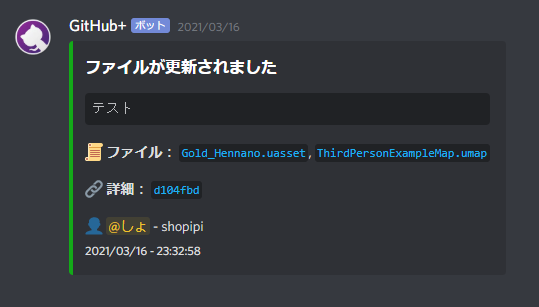 GitHub+ ボット 2021/03/16
ファイルが更新されました
テスト
ファイル： Gold_Hennano.uasset, ThirdPersonExampleMap.umap
詳細： d104fbd
@しょ - shopipi
2021/03/16 - 23:32:58